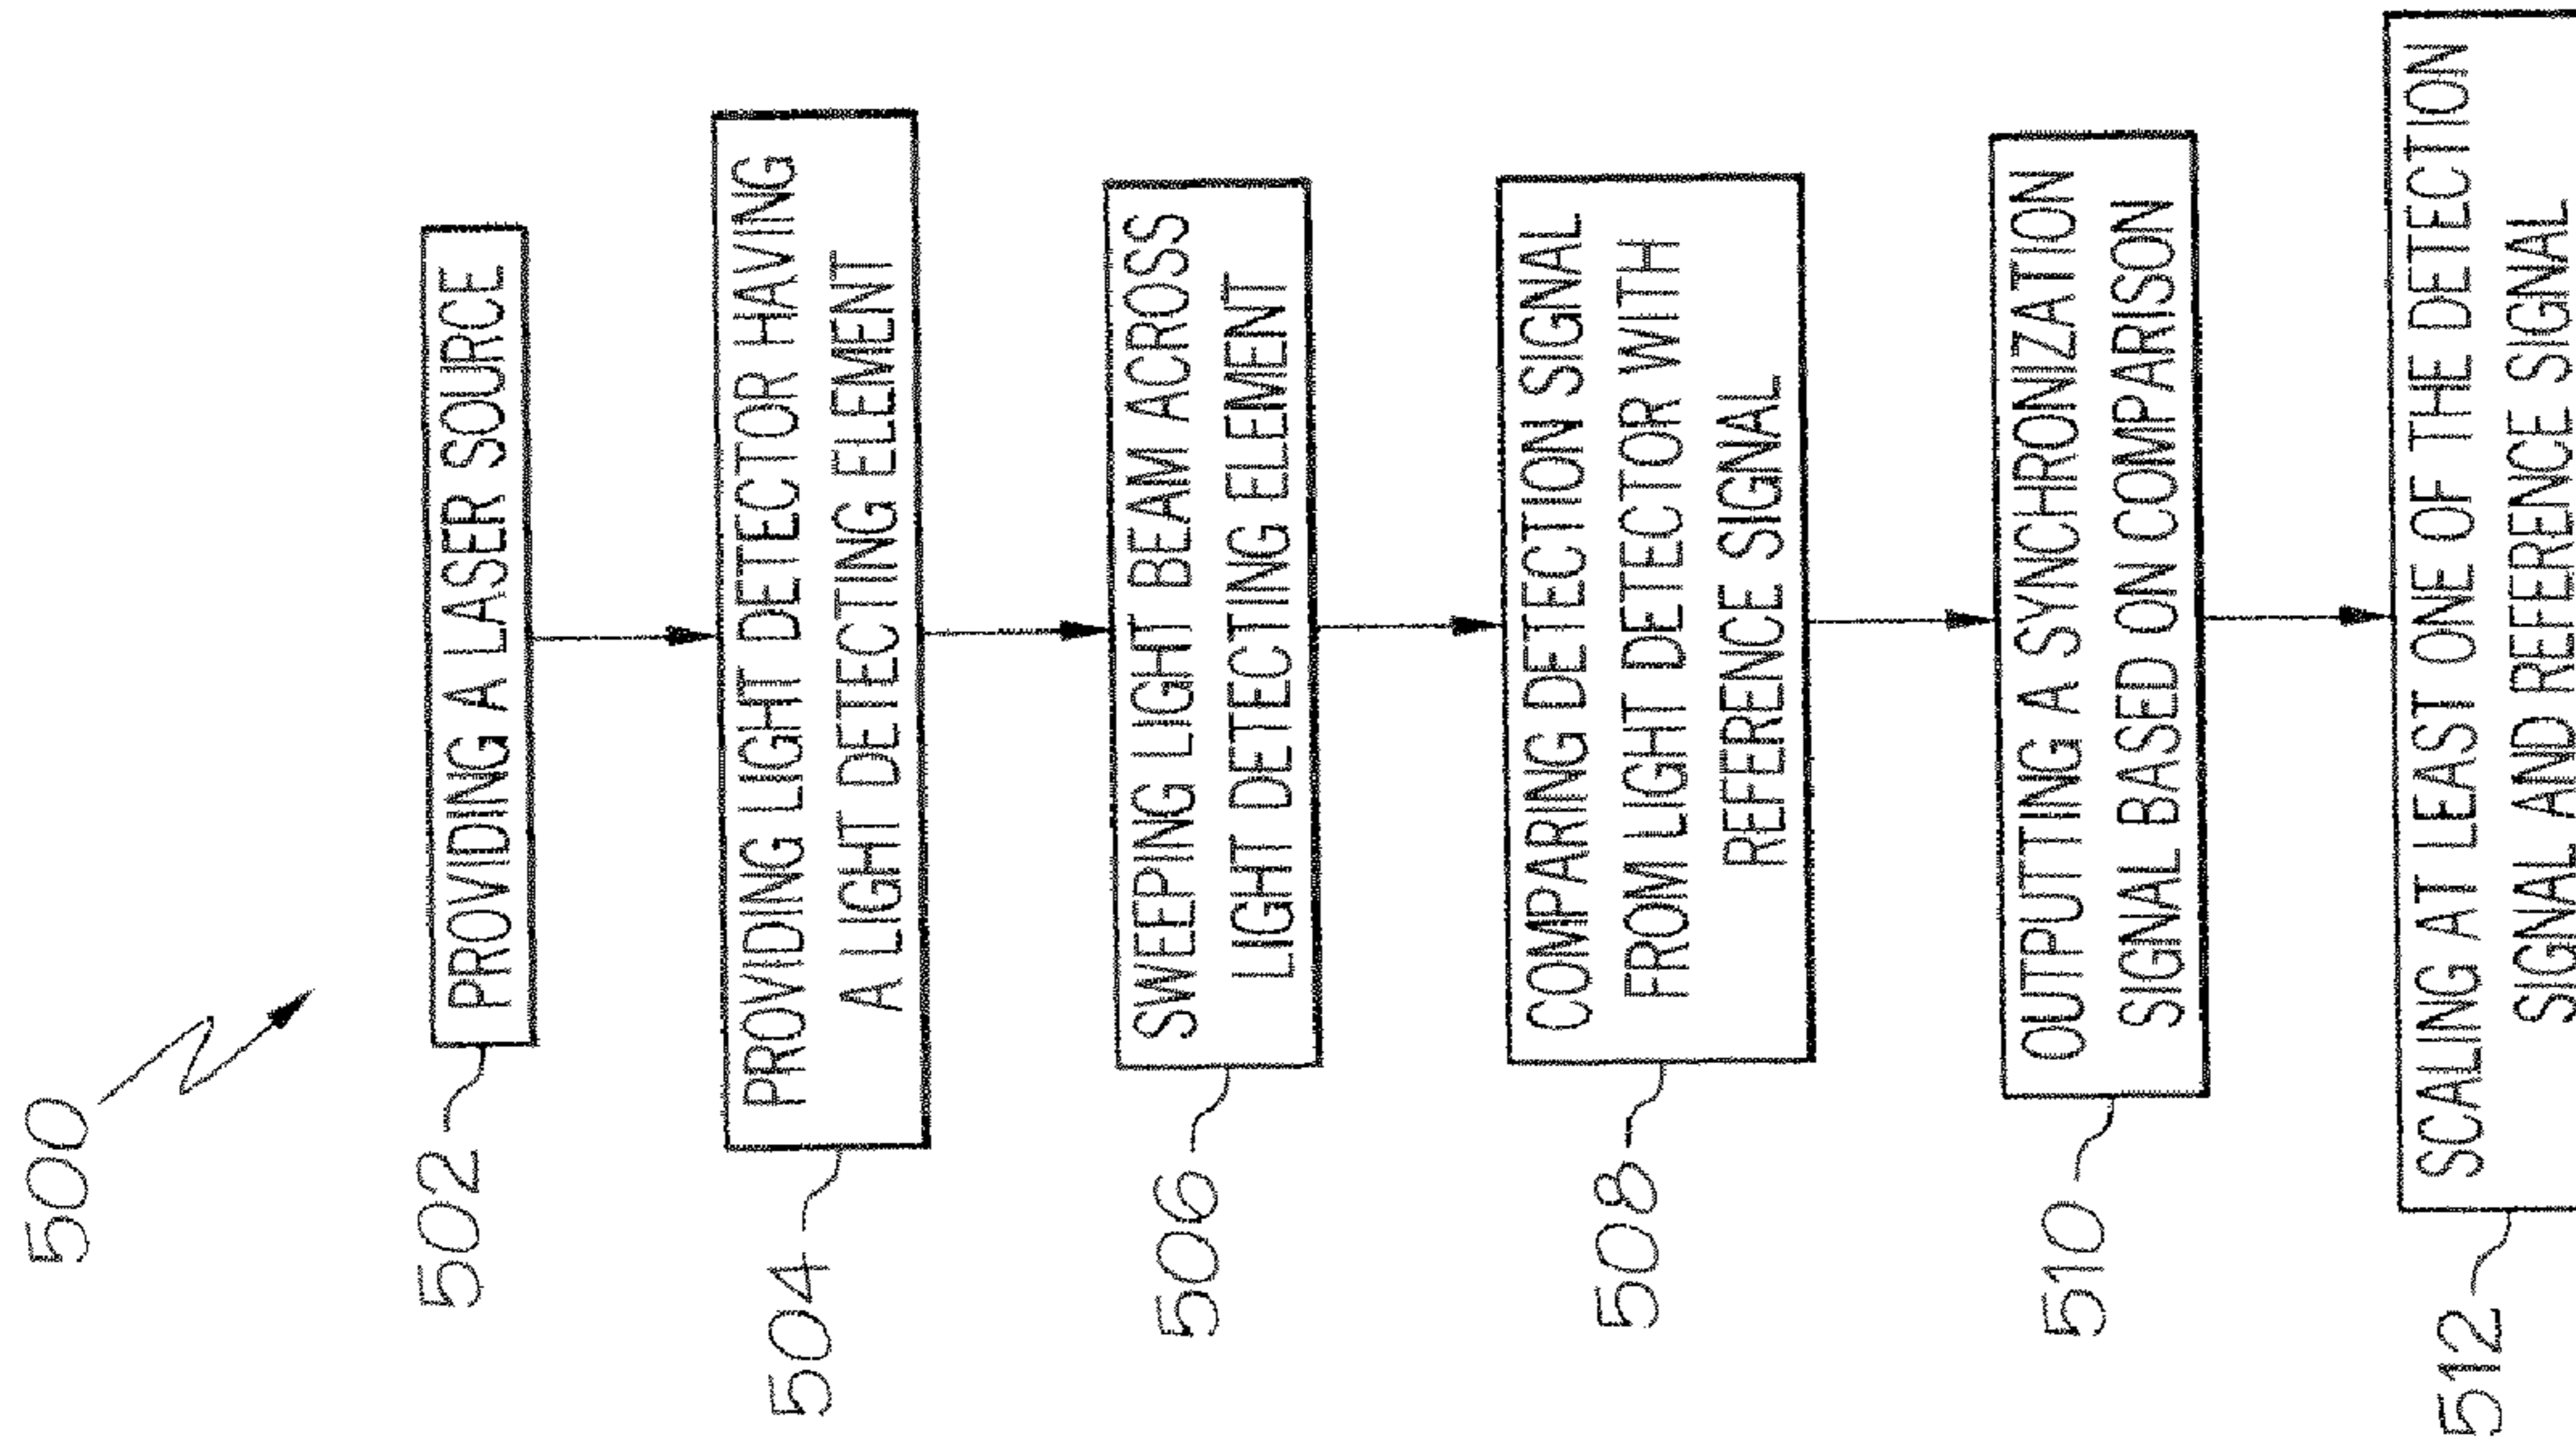 500
502
PROVIDING A LASER SOURCE
504
PROVIDING LIGHT DETECTOR HAVING
A LIGHT DETECTING ELEMENT
506
SWEEPING LIGHT BEAM ACROSS
LIGHT DETECTING ELEMENT
508
COMPARING DETECTION SIGNAL
FROM LIGHT DETECTOR WITH
REFERENCE SIGNAL
510
OUTPUTTING A SYNCHRONIZATION
SIGNAL BASED ON COMPARISON
512
SCALING AT LEAST ONE OF THE DETECTION
SIGNAL AND REFERENCE SIGNAL